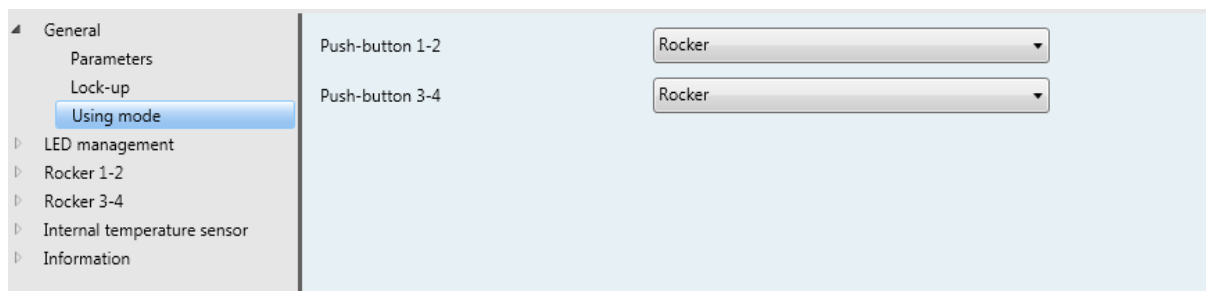 General
Parameters
Lock-up
Using mode
LED management
Rocker 1-2
Rocker 3-4
Internal temperature sensor
Information
Push-button 1-2 Rocker
Push-button 3-4 Rocker